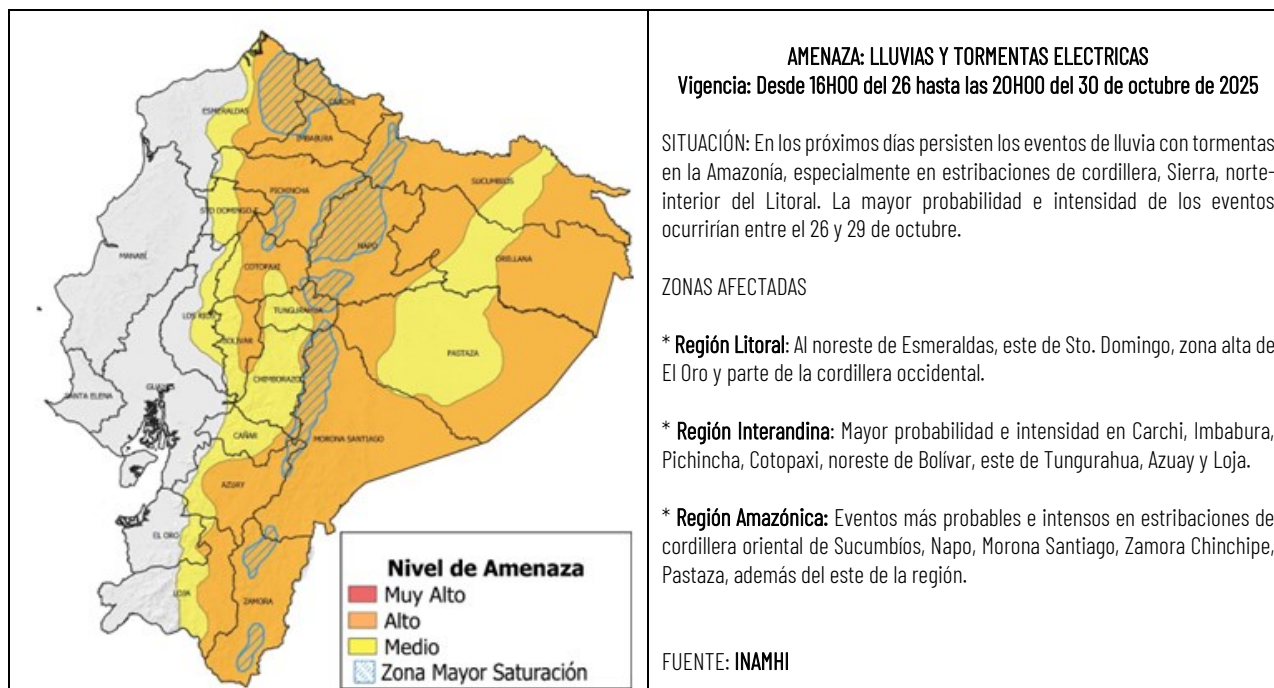 ESMERALDAS
CARCHI
IMBABURA
SUCUMBIOS
PICHINCHA
STO DOMINGO
NAPO
MANABÍ
COTOPAXI
ORELLANA
LOS RIOS
TUNGURAHUA
BOLIVAR
PASTAZA
CHIMBORAZO
GUAYAS
SANTA ELENA
CAÑAR
MORONA SANTIAGO
AZUAY
EL ORO
LOJA
ZAMORA
Nivel de Amenaza
Muy Alto
Alto
Medio
Zona Mayor Saturación
AMENAZA: LLUVIAS Y TORMENTAS ELECTRICAS
Vigencia: Desde 16H00 del 26 hasta las 20H00 del 30 de octubre de 2025
SITUACIÓN: En los próximos días persisten los eventos de lluvia con tormentas
en la Amazonía, especialmente en estribaciones de cordillera, Sierra, norte-
interior del Litoral. La mayor probabilidad e intensidad de los eventos
ocurrirían entre el 26 y 29 de octubre.
ZONAS AFECTADAS
* Región Litoral: Al noreste de Esmeraldas, este de Sto. Domingo, zona alta de
El Oro y parte de la cordillera occidental.
* Región Interandina: Mayor probabilidad e intensidad en Carchi, Imbabura,
Pichincha, Cotopaxi, noreste de Bolívar, este de Tungurahua, Azuay y Loja.
* Región Amazónica: Eventos más probables e intensos en estribaciones de
cordillera oriental de Sucumbíos, Napo, Morona Santiago, Zamora Chinchipe,
Pastaza, además del este de la región.
FUENTE: INAMHI